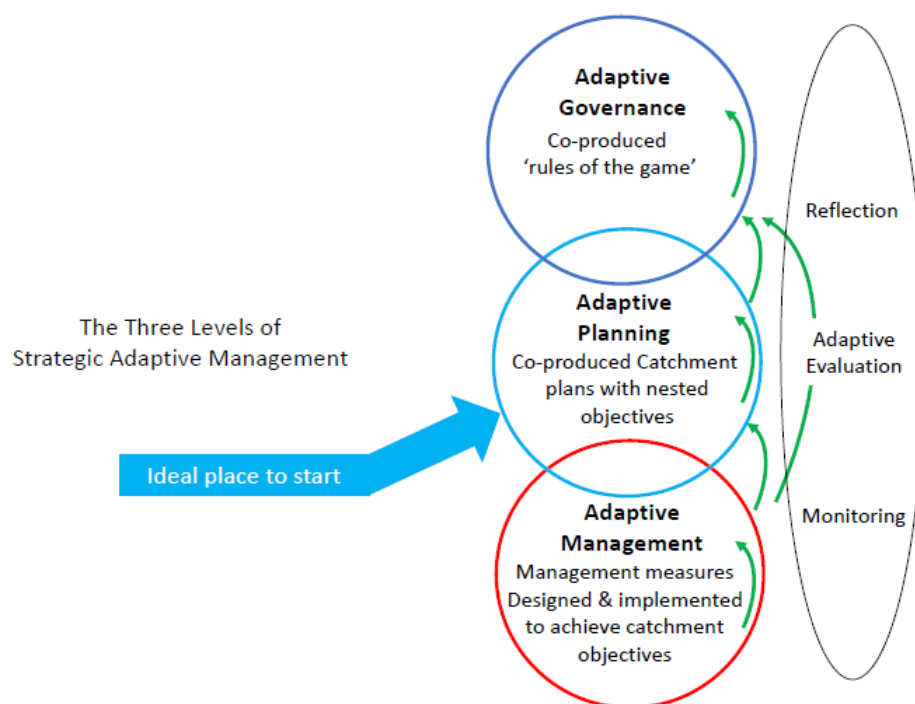 Adaptive
Governance
Co-produced
‘rules of the game’
Reflection
The Three Levels of
Strategic Adaptive Management
Adaptive
Planning
Co-produced Catchment
plans with nested
objectives
Adaptive
Evaluation
Ideal place to start
Adaptive
Management
Management measures
Designed & implemented
to achieve catchment
objectives
Monitoring